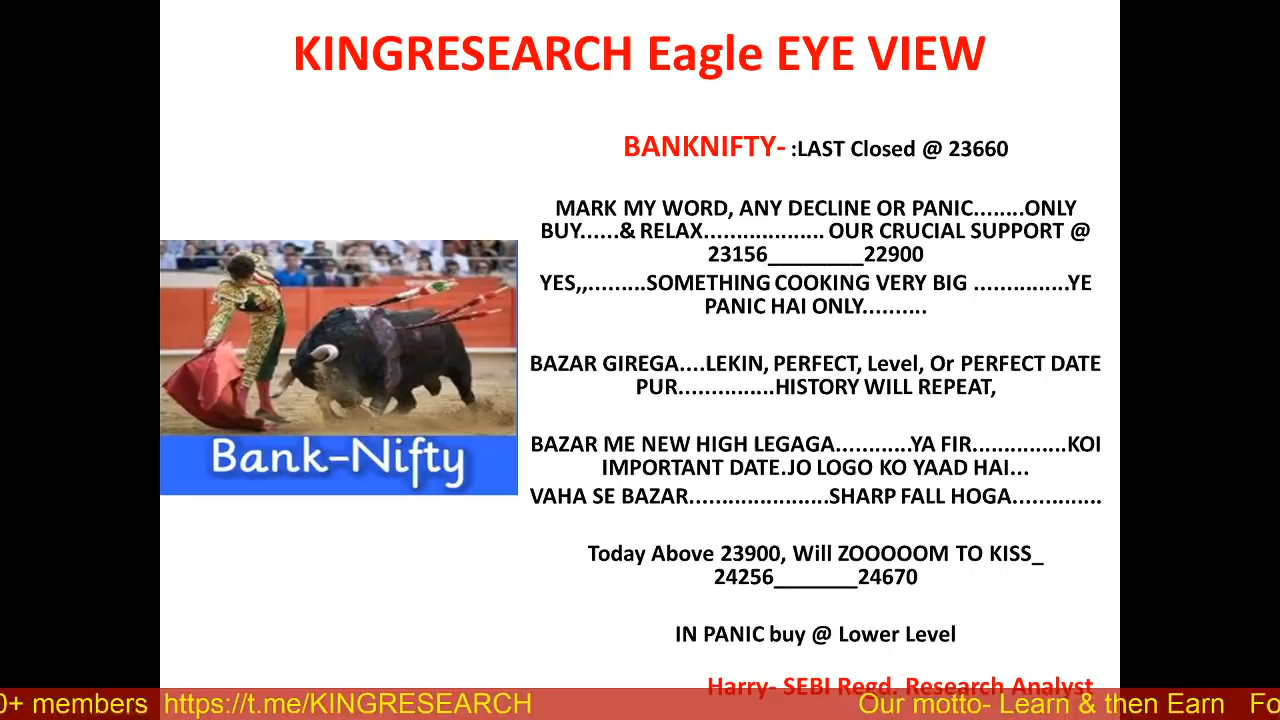 KINGRESEARCH Eagle EYE VIEW
BANKNIFTY- :LAST Closed @ 23660
MARK MY WORD, ANY DECLINE OR PANIC........ONLY
BUY......& RELAX................... OUR CRUCIAL SUPPORT @
23156________22900
YES,,.........SOMETHING COOKING VERY BIG ...............YE
PANIC HAI ONLY..........
BAZAR GIREGA....LEKIN, PERFECT, Level, Or PERFECT DATE
PUR...............HISTORY WILL REPEAT,
BAZAR ME NEW HIGH LEGAGA............YA FIR................KOI
IMPORTANT DATE.JO LOGO KO YAAD HAI...
VAHA SE BAZAR......................SHARP FALL HOGA..............
Bank-Nifty
Today Above 23900, Will ZOOOOOM TO KISS_
24256_______24670
IN PANIC buy @ Lower Level
Harry- SEBI Regd. Research Analyst
0+ members https://t.me/KINGRESEARCH Our motto- Learn & then Earn Fo